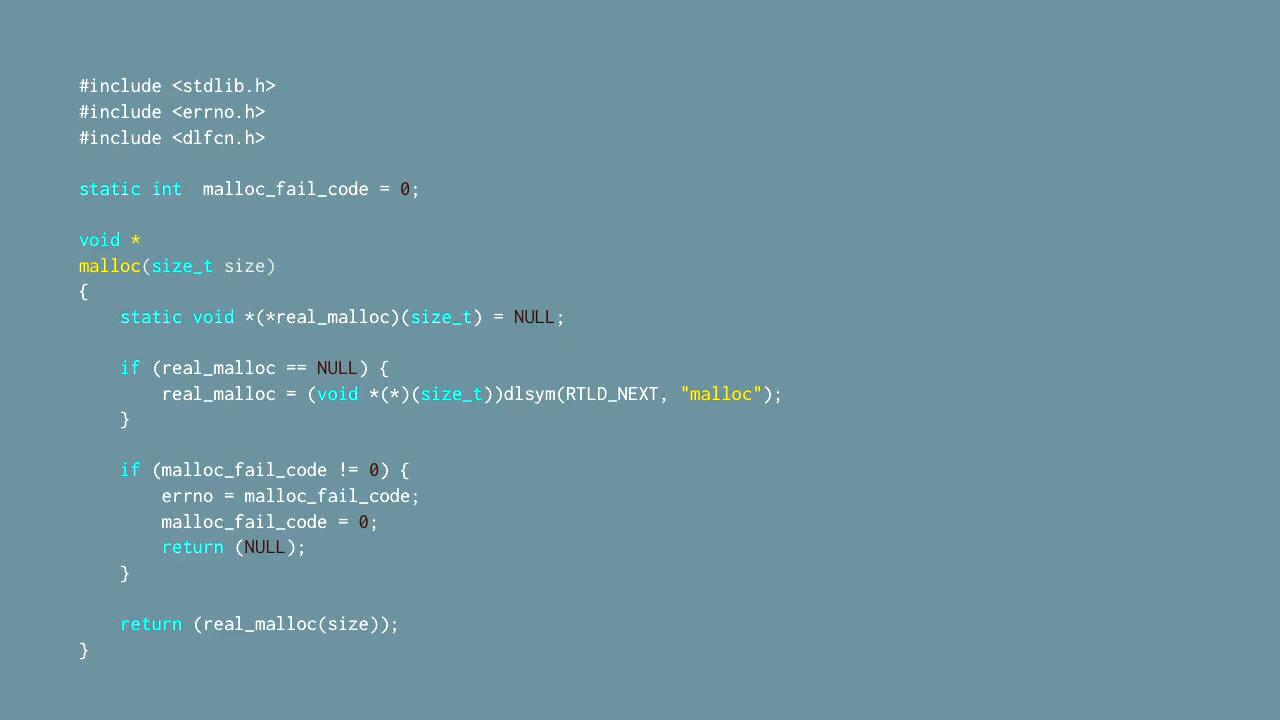 #include <stdlib.h>
#include <errno.h>
#include <dlfcn.h>
static int  malloc_fail_code = 0;
void *
malloc(size_t size)
{
    static void *(*real_malloc)(size_t) = NULL;
    if (real_malloc == NULL) {
        real_malloc = (void *(*)(size_t))dlsym(RTLD_NEXT, "malloc");
    }
    if (malloc_fail_code != 0) {
        errno = malloc_fail_code;
        malloc_fail_code = 0;
        return (NULL);
    }
    return (real_malloc(size));
}